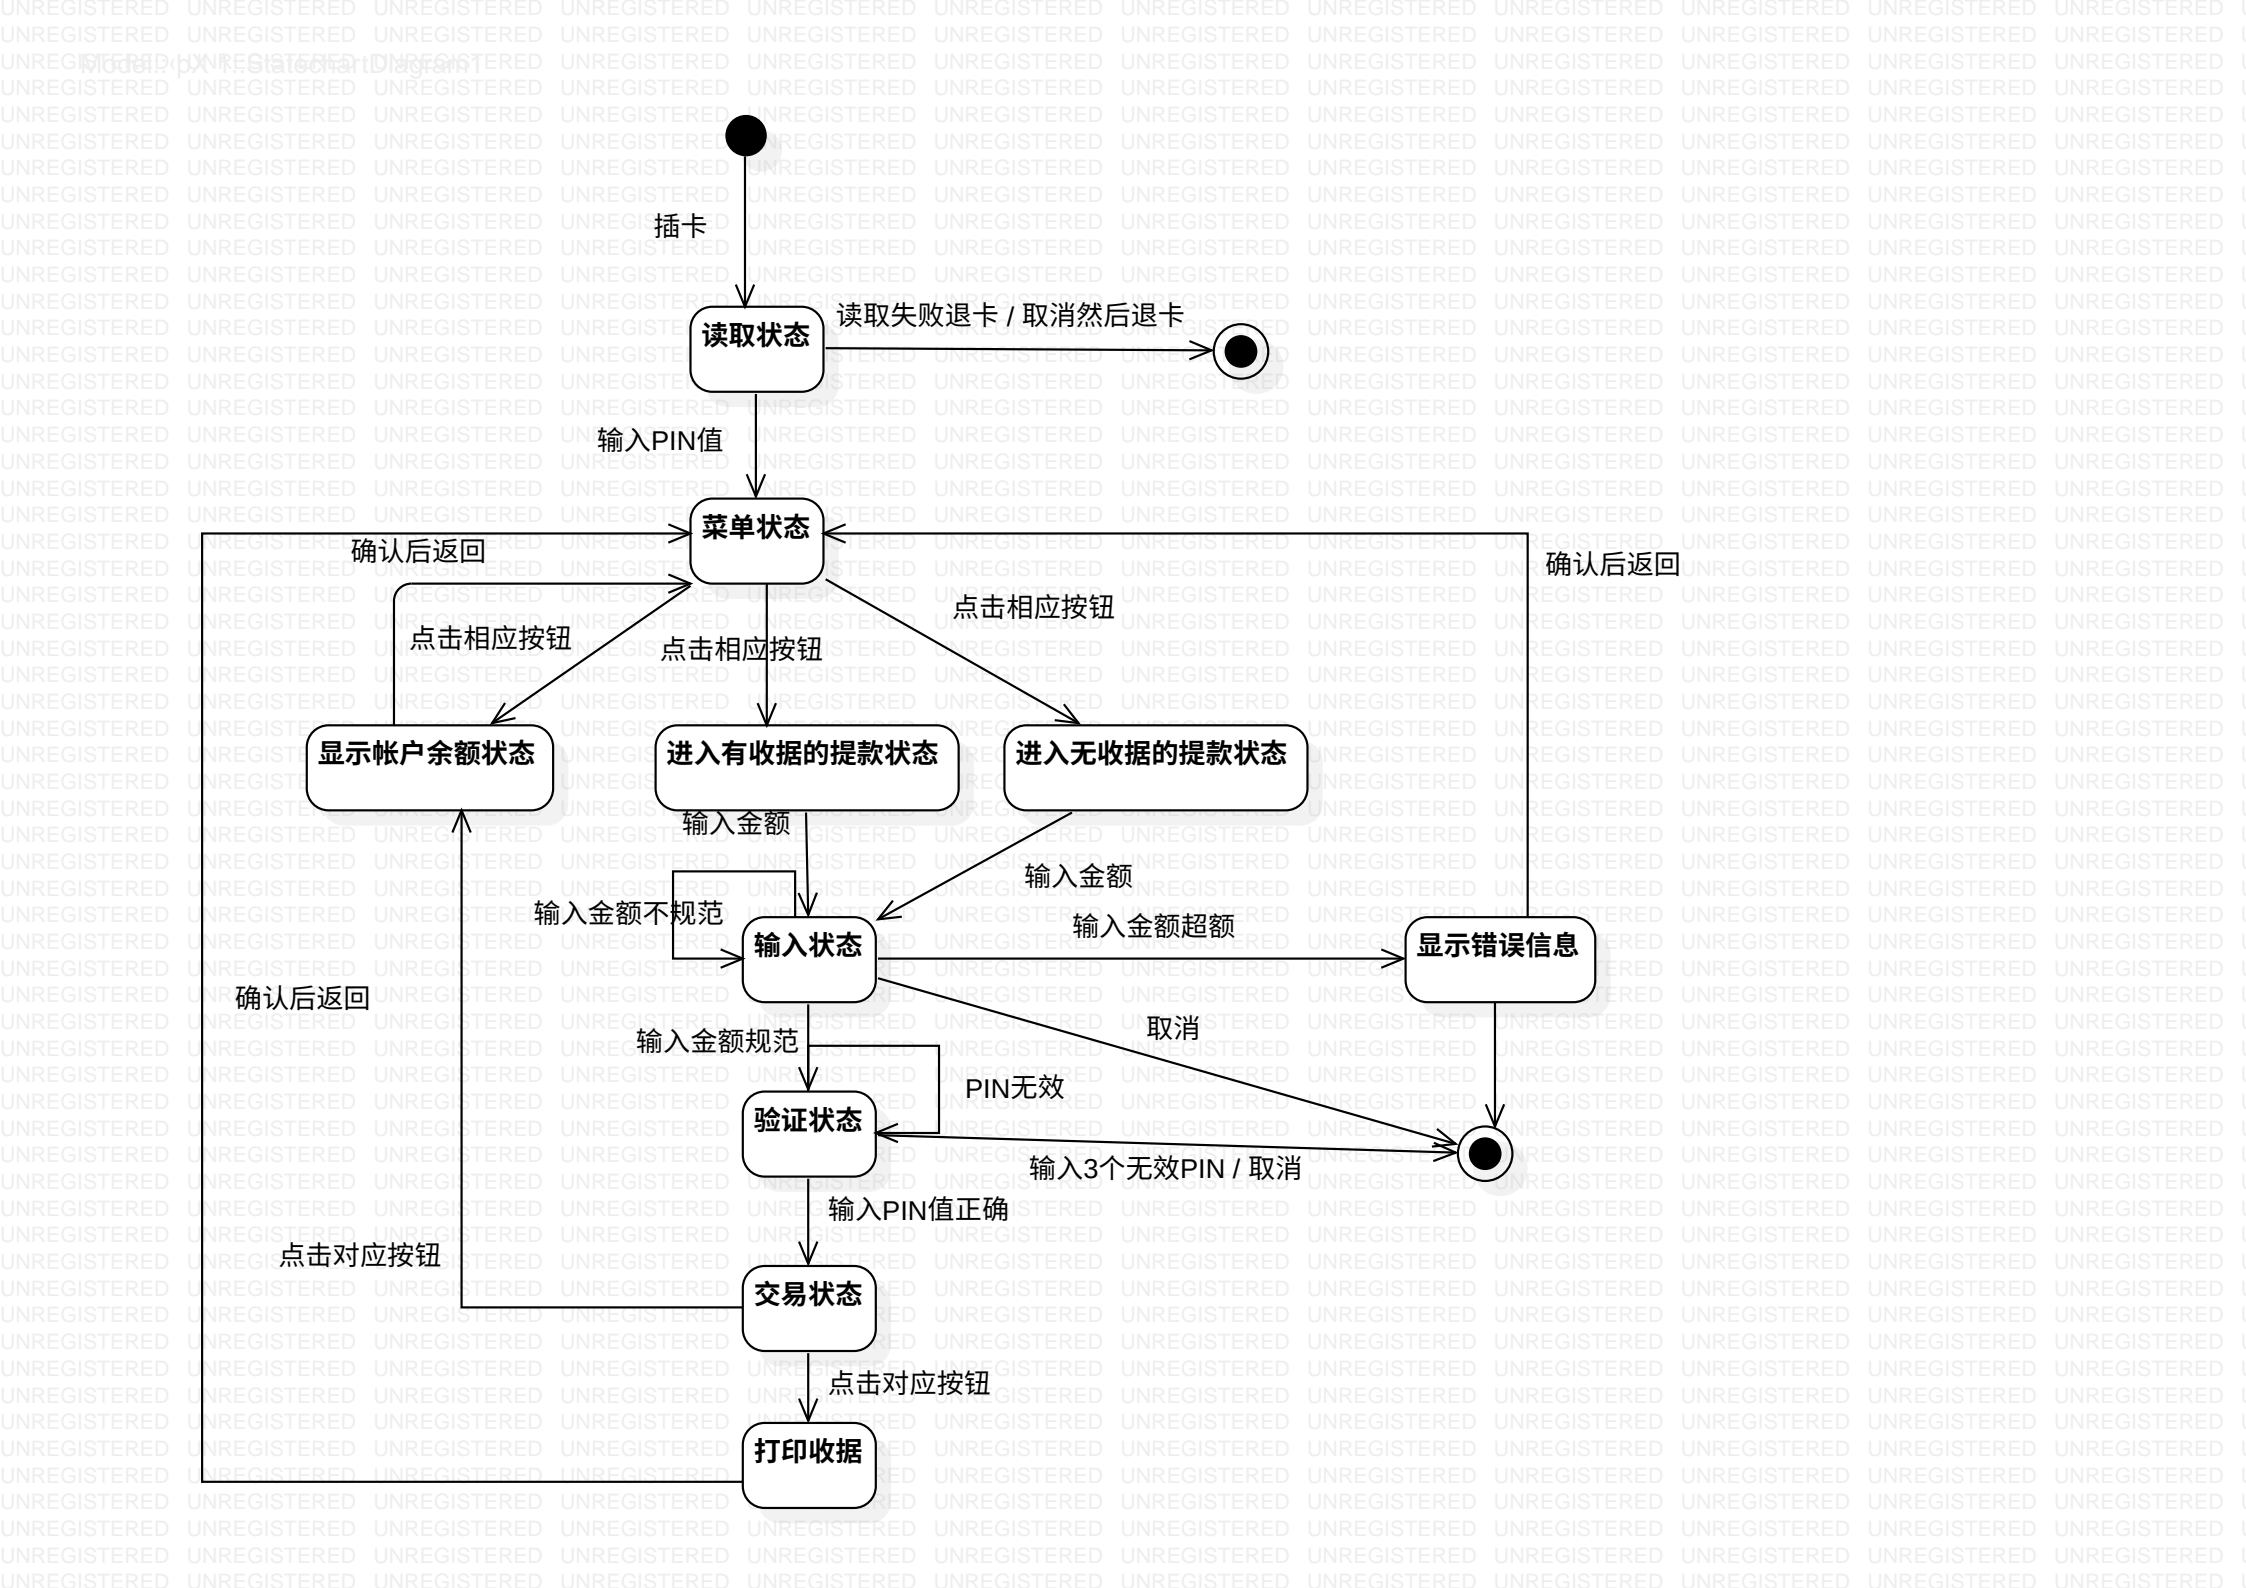 插卡
读取状态
读取失败退卡 / 取消然后退卡
输入PIN值
菜单状态
确认后返回
确认后返回
点击相应按钮
点击相应按钮
点击相应按钮
显示帐户余额状态
进入有收据的提款状态
进入无收据的提款状态
输入金额
输入金额
输入金额不规范
输入状态
输入金额超额
显示错误信息
确认后返回
取消
输入金额规范
PIN无效
验证状态
输入3个无效PIN / 取消
输入PIN值正确
点击对应按钮
交易状态
点击对应按钮
打印收据
UNREGISTERED